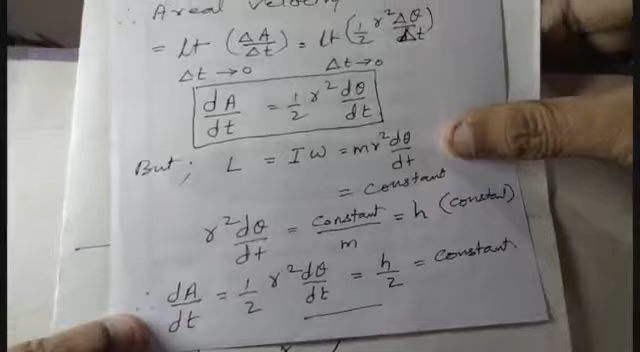 ∴ Areal Velocity
= lt (ΔA/Δt) = lt (1/2 r² Δθ/Δt)
Δt → 0 Δt → 0
dA/dt = 1/2 r² dθ/dt
But; L = I ω = mr² dθ/dt
= constant
r² dθ/dt = constant/m = h (constant)
∴ dA/dt = 1/2 r² dθ/dt = h/2 = constant